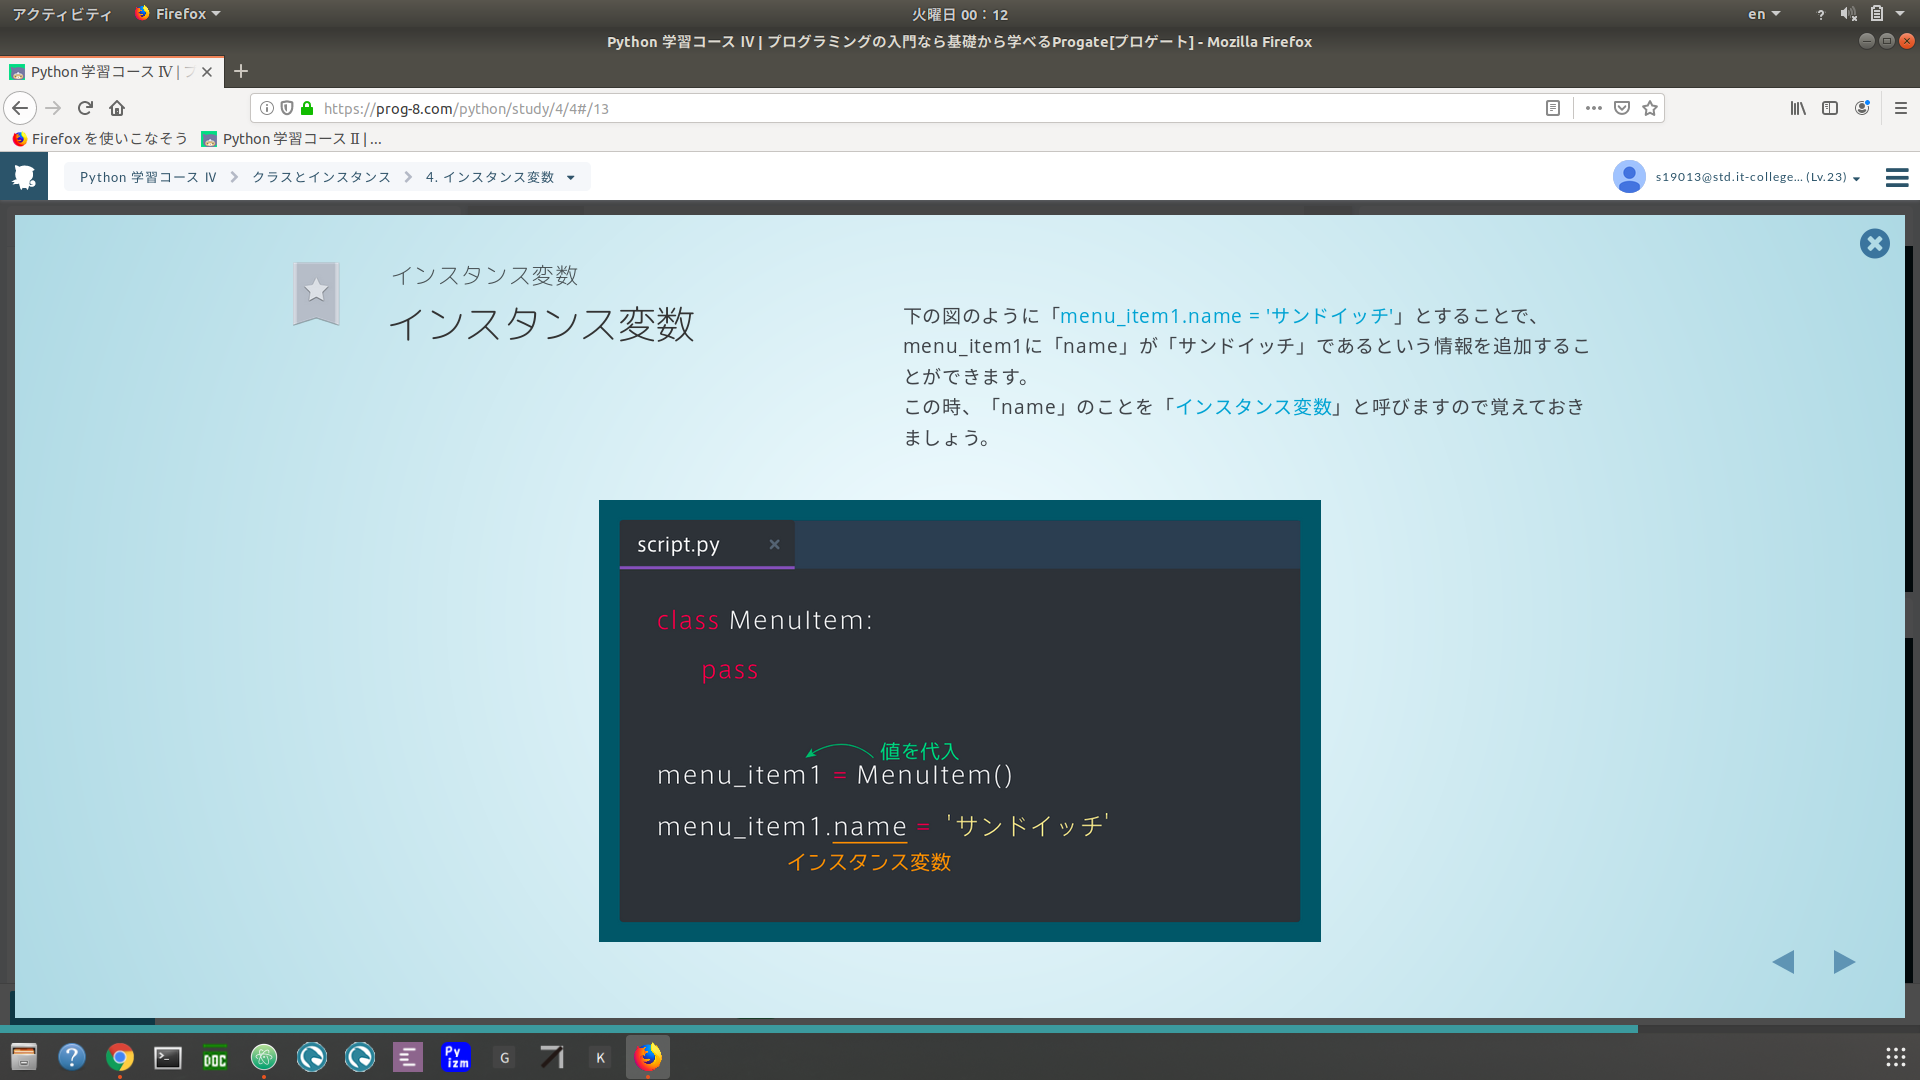 アクティビティ
Firefox
火曜日 00：12
en
Python 学習コース Ⅳ | プログラミングの入門なら基礎から学べるProgate[プロゲート] - Mozilla Firefox
Python 学習コース Ⅳ |
https://prog-8.com/python/study/4/4#/13
Firefox を使いこなそう
Python 学習コース Ⅱ | ...
Python 学習コース Ⅳ
クラスとインスタンス
4. インスタンス変数
s19013@std.it-college... (Lv.23)
インスタンス変数
インスタンス変数
下の図のように「menu_item1.name = 'サンドイッチ'」とすることで、
menu_item1に「name」が「サンドイッチ」であるという情報を追加するこ
とができます。
この時、「name」のことを「インスタンス変数」と呼びますので覚えておき
ましょう。
script.py
class MenuItem:
pass
値を代入
menu_item1 = MenuItem()
menu_item1.name = 'サンドイッチ'
インスタンス変数
DOC
Py
izm
G
K